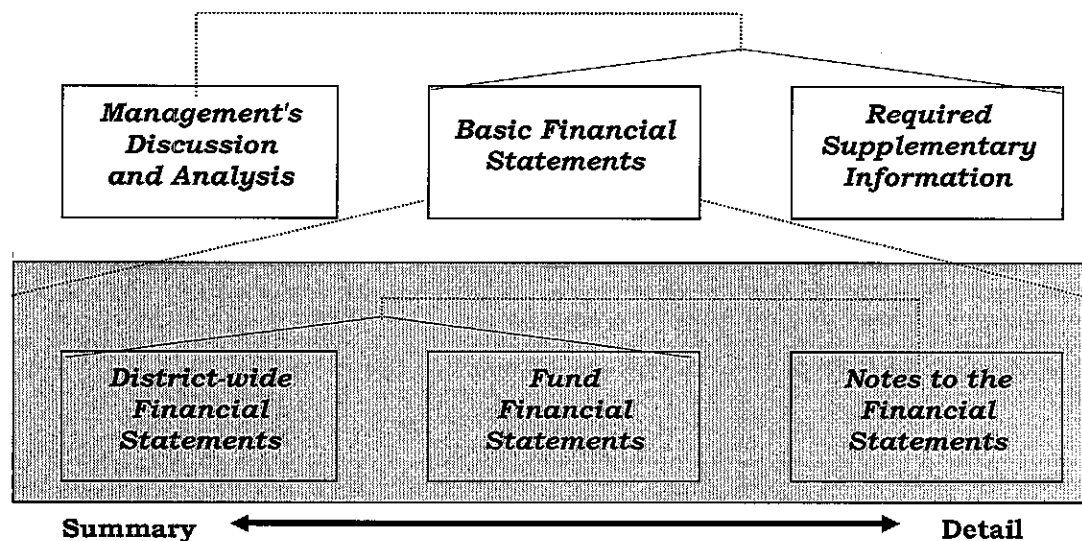 Management's
Discussion
and Analysis
Basic Financial
Statements
Required
Supplementary
Information
District-wide
Financial
Statements
Fund
Financial
Statements
Notes to the
Financial
Statements
Summary
Detail